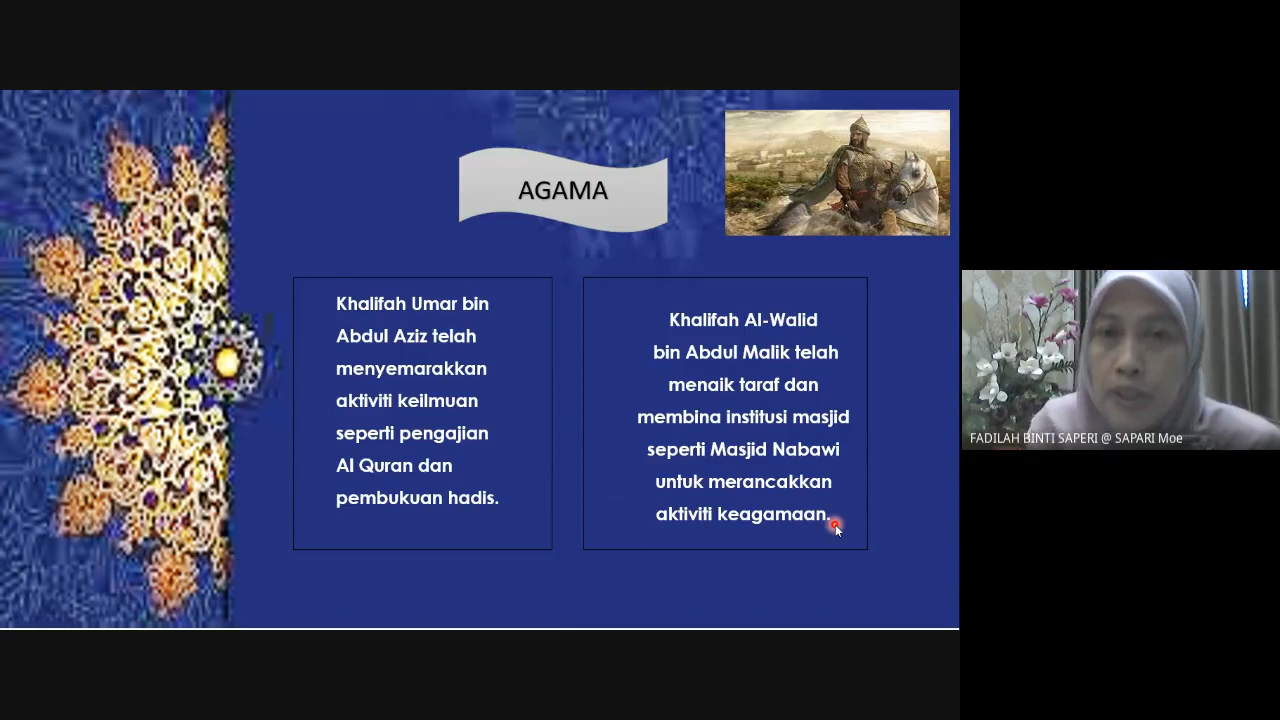 AGAMA
Khalifah Umar bin
Abdul Aziz telah
menyemarakkan
aktiviti keilmuan
seperti pengajian
Al Quran dan
pembukuan hadis.
Khalifah Al-Walid
bin Abdul Malik telah
menaik taraf dan
membina institusi masjid
seperti Masjid Nabawi
untuk merancakkan
aktiviti keagamaan.
FADILAH BINTI SAPERI @ SAPARI Moe